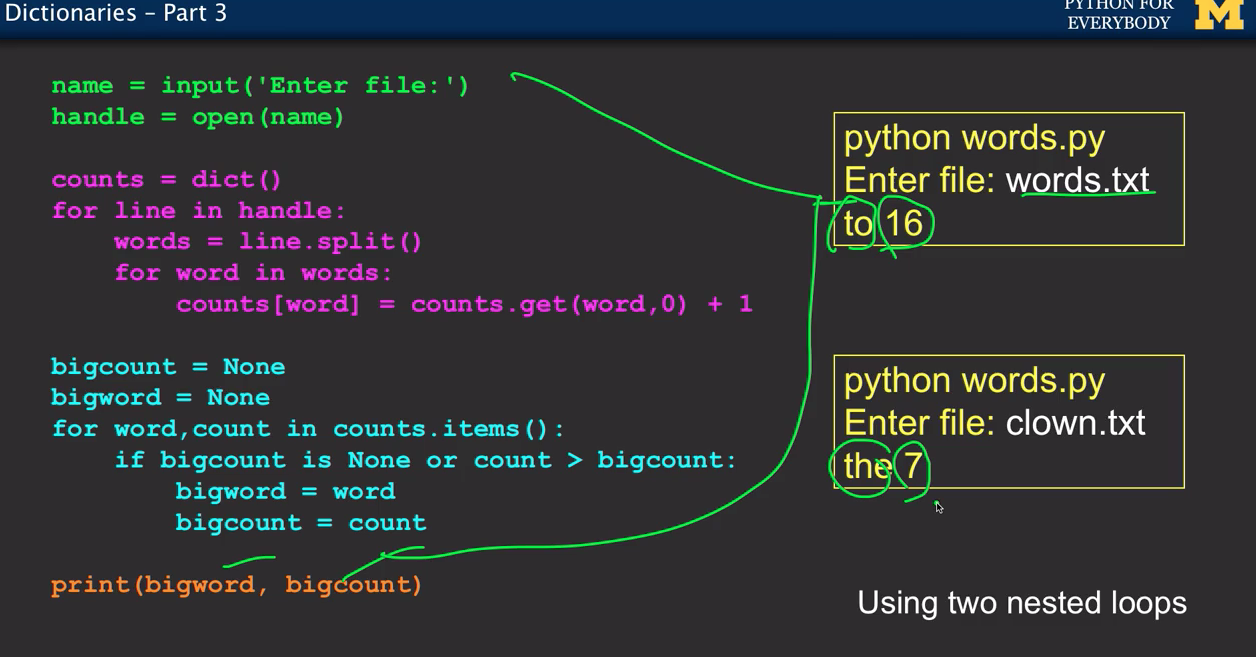 Dictionaries – Part 3
PYTHON FOR
EVERYBODY
M
name = input('Enter file:')
handle = open(name)
counts = dict()
for line in handle:
    words = line.split()
    for word in words:
        counts[word] = counts.get(word,0) + 1
bigcount = None
bigword = None
for word,count in counts.items():
    if bigcount is None or count > bigcount:
        bigword = word
        bigcount = count
print(bigword, bigcount)
python words.py
Enter file: words.txt
to 16
python words.py
Enter file: clown.txt
the 7
Using two nested loops